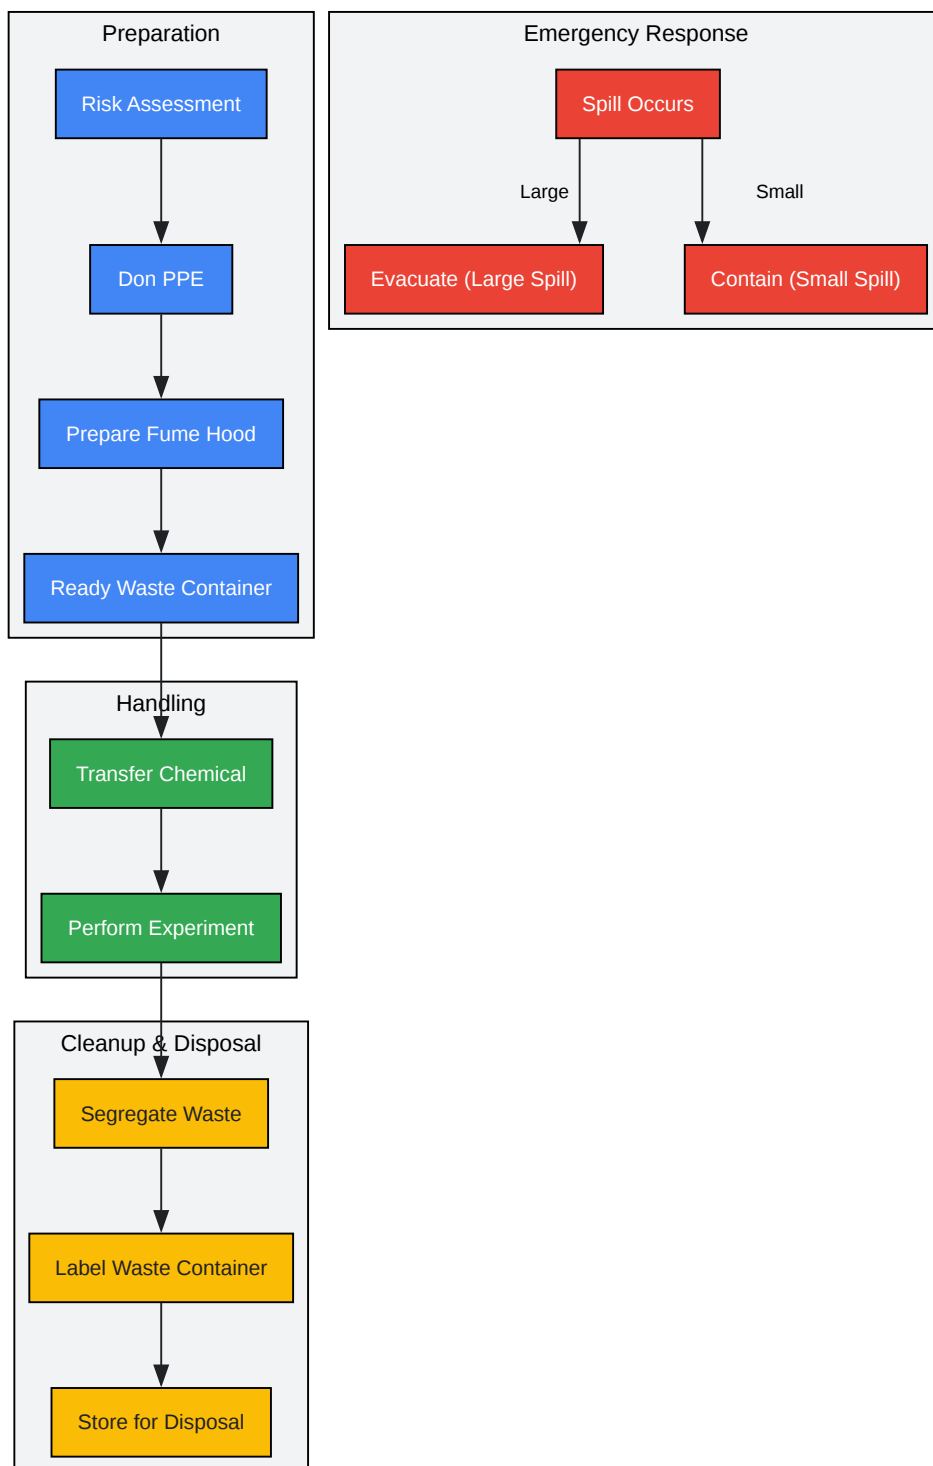 Preparation
Risk Assessment
Don PPE
Prepare Fume Hood
Ready Waste Container
Handling
Transfer Chemical
Perform Experiment
Cleanup & Disposal
Segregate Waste
Label Waste Container
Store for Disposal
Emergency Response
Spill Occurs
Large
Small
Evacuate (Large Spill)
Contain (Small Spill)